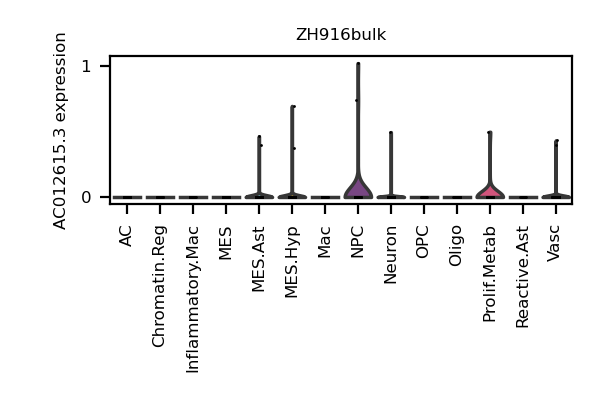 ZH916bulk
AC012615.3 expression
1
0
AC
Chromatin.Reg
Inflammatory.Mac
MES
MES.Ast
MES.Hyp
Mac
NPC
Neuron
OPC
Oligo
Prolif.Metab
Reactive.Ast
Vasc